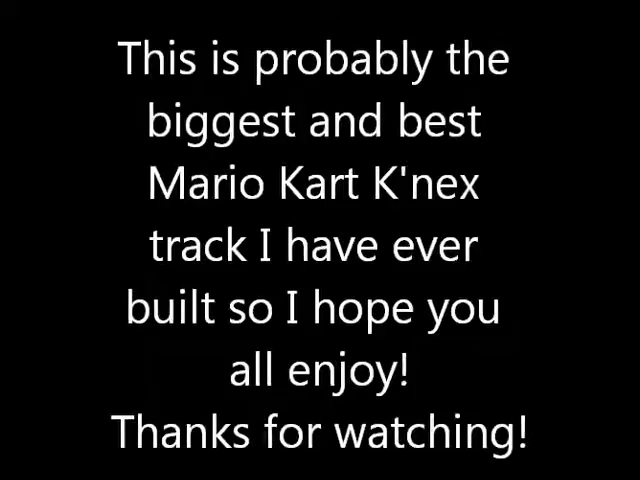 This is probably the
biggest and best
Mario Kart K'nex
track I have ever
built so I hope you
all enjoy!
Thanks for watching!